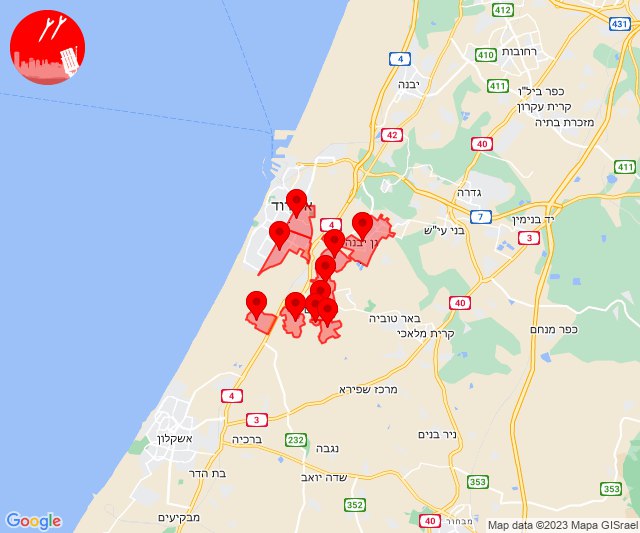 412
431
רחובות
410
4
יבנה
411
כפר ביל"ו
קרית עקרון
מזכרת בתיה
42
40
411
גדרה
אשדוד
4
7
יד בנימין
בני עי"ש
3
גן יבנה
40
באר טוביה
קרית מלאכי
כפר מנחם
4
מרכז שפירא
3
אשקלון
ברכיה
232
נגבה
ניר בנים
בת הדר
שדה יואב
353
353
352
מבקיעים
40
מבחור
Google
Map data ©2023 Mapa GISrael